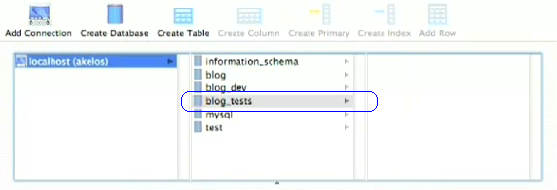 Add Connection Create Database Create Table Create Column Create Primary Create Index Add Row
localhost (akelos)
information_schema
blog
blog_dev
blog_tests
mysql
test